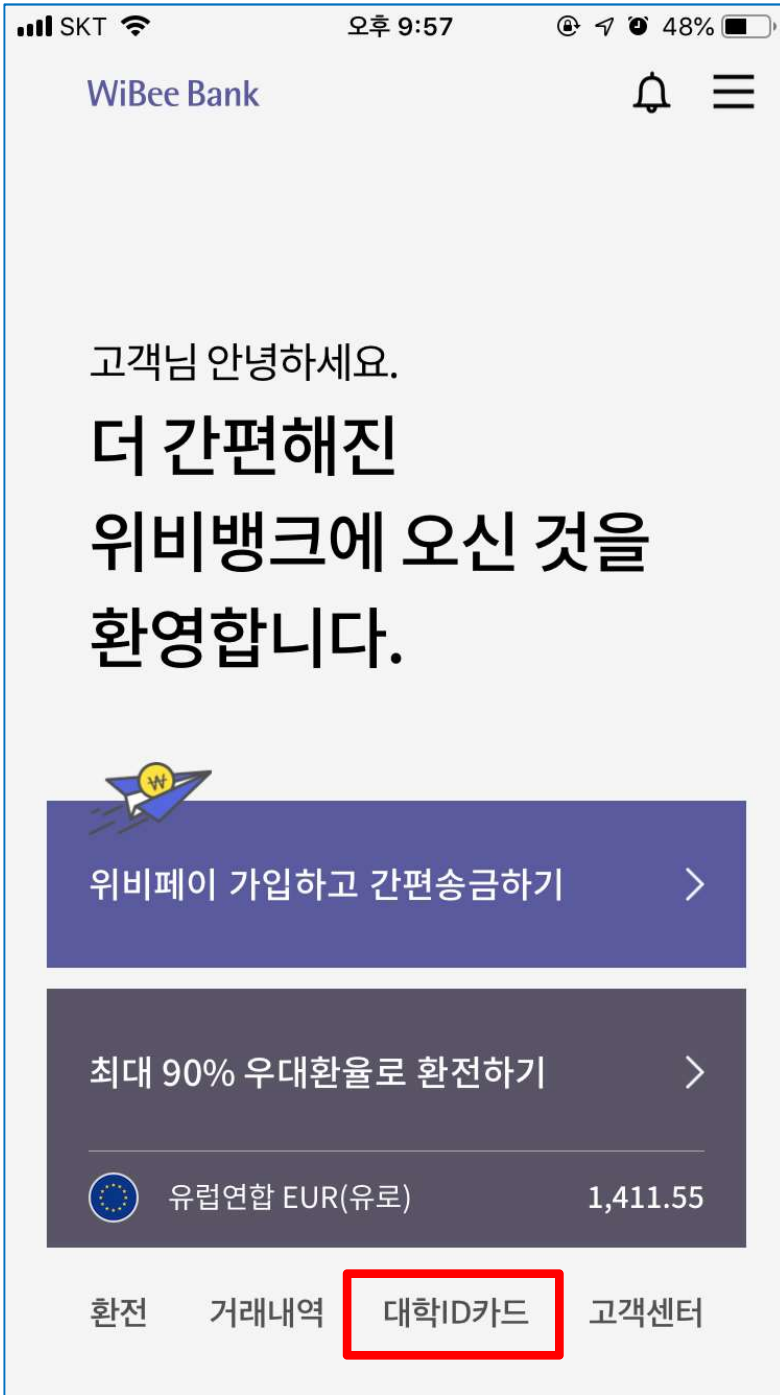 SKT 오후 9:57 48%
WiBee Bank
고객님 안녕하세요.
더 간편해진
위비뱅크에 오신 것을
환영합니다.
₩
위비페이 가입하고 간편송금하기
최대 90% 우대환율로 환전하기
유럽연합 EUR(유로) 1,411.55
환전 거래내역 대학ID카드 고객센터